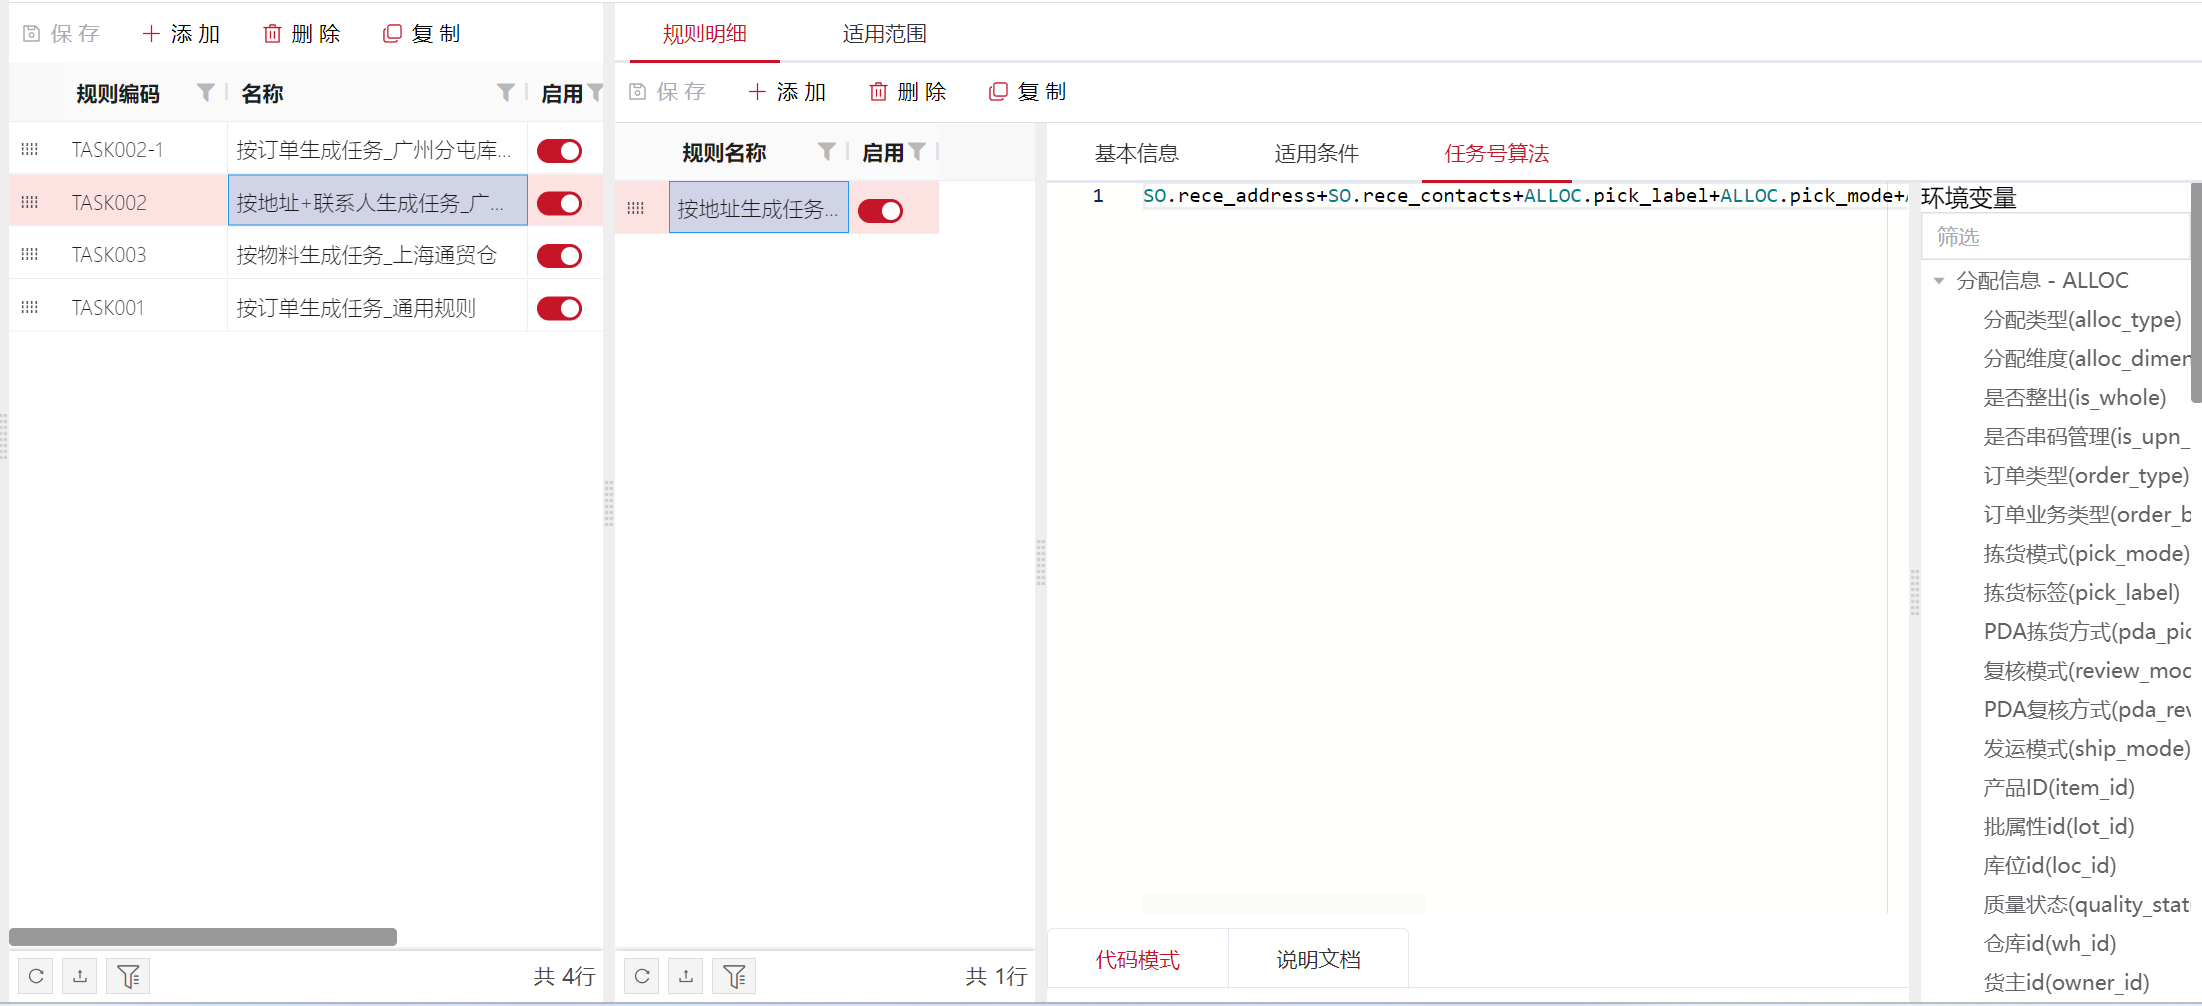 保存 添加 删除 复制
规则编码 名称 启用
TASK002-1 按订单生成任务_广州分屯库...
TASK002 按地址+联系人生成任务_广...
TASK003 按物料生成任务_上海通贸仓
TASK001 按订单生成任务_通用规则
共 4行
规则明细 适用范围
保存 添加 删除 复制
规则名称 启用
按地址生成任务...
共 1行
基本信息 适用条件 任务号算法
1 SO.rece_address+SO.rece_contacts+ALLOC.pick_label+ALLOC.pick_mode+
代码模式 说明文档
环境变量
筛选
分配信息 - ALLOC
分配类型(alloc_type)
分配维度(alloc_dimen
是否整出(is_whole)
是否串码管理(is_upn_
订单类型(order_type)
订单业务类型(order_b
拣货模式(pick_mode)
拣货标签(pick_label)
PDA拣货方式(pda_pic
复核模式(review_mod
PDA复核方式(pda_rev
发运模式(ship_mode)
产品ID(item_id)
批属性id(lot_id)
库位id(loc_id)
质量状态(quality_stat
仓库id(wh_id)
货主id(owner_id)